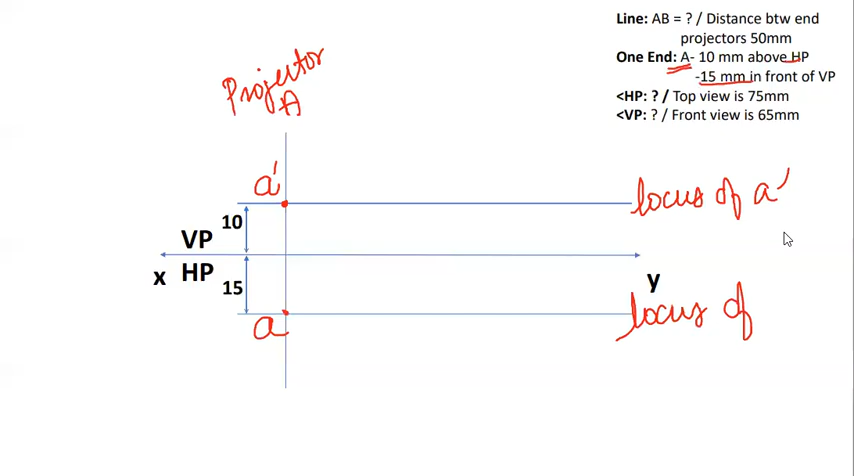 Line: AB = ? / Distance btw end
projectors 50mm
One End: A- 10 mm above HP
-15 mm in front of VP
<HP: ? / Top view is 75mm
<VP: ? / Front view is 65mm
Projector
A
a'
locus of a'
10
VP
x HP
y
15
a
locus of